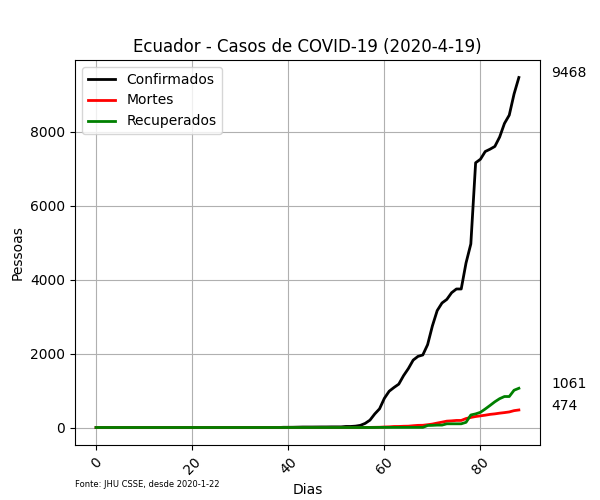 Ecuador - Casos de COVID-19 (2020-4-19)
Confirmados
Mortes
Recuperados
9468
1061
474
Pessoas
8000
6000
4000
2000
0
0
20
40
60
80
Dias
Fonte: JHU CSSE, desde 2020-1-22